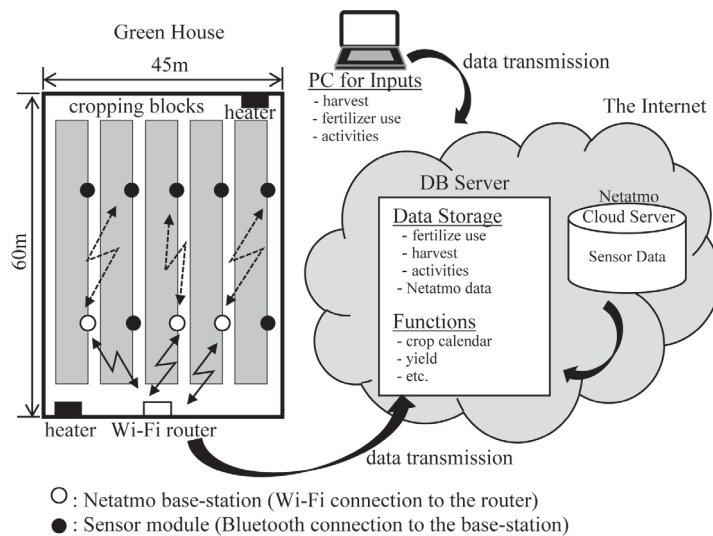 Green House
45m
60m
cropping blocks
heater
heater
Wi-Fi router
PC for Inputs
- harvest
- fertilizer use
- activities
data transmission
The Internet
DB Server
Data Storage
- fertilize use
- harvest
- activities
- Netatmo data
Functions
- crop calendar
- yield
- etc.
Netatmo
Cloud Server
Sensor Data
data transmission
: Netatmo base-station (Wi-Fi connection to the router)
: Sensor module (Bluetooth connection to the base-station)